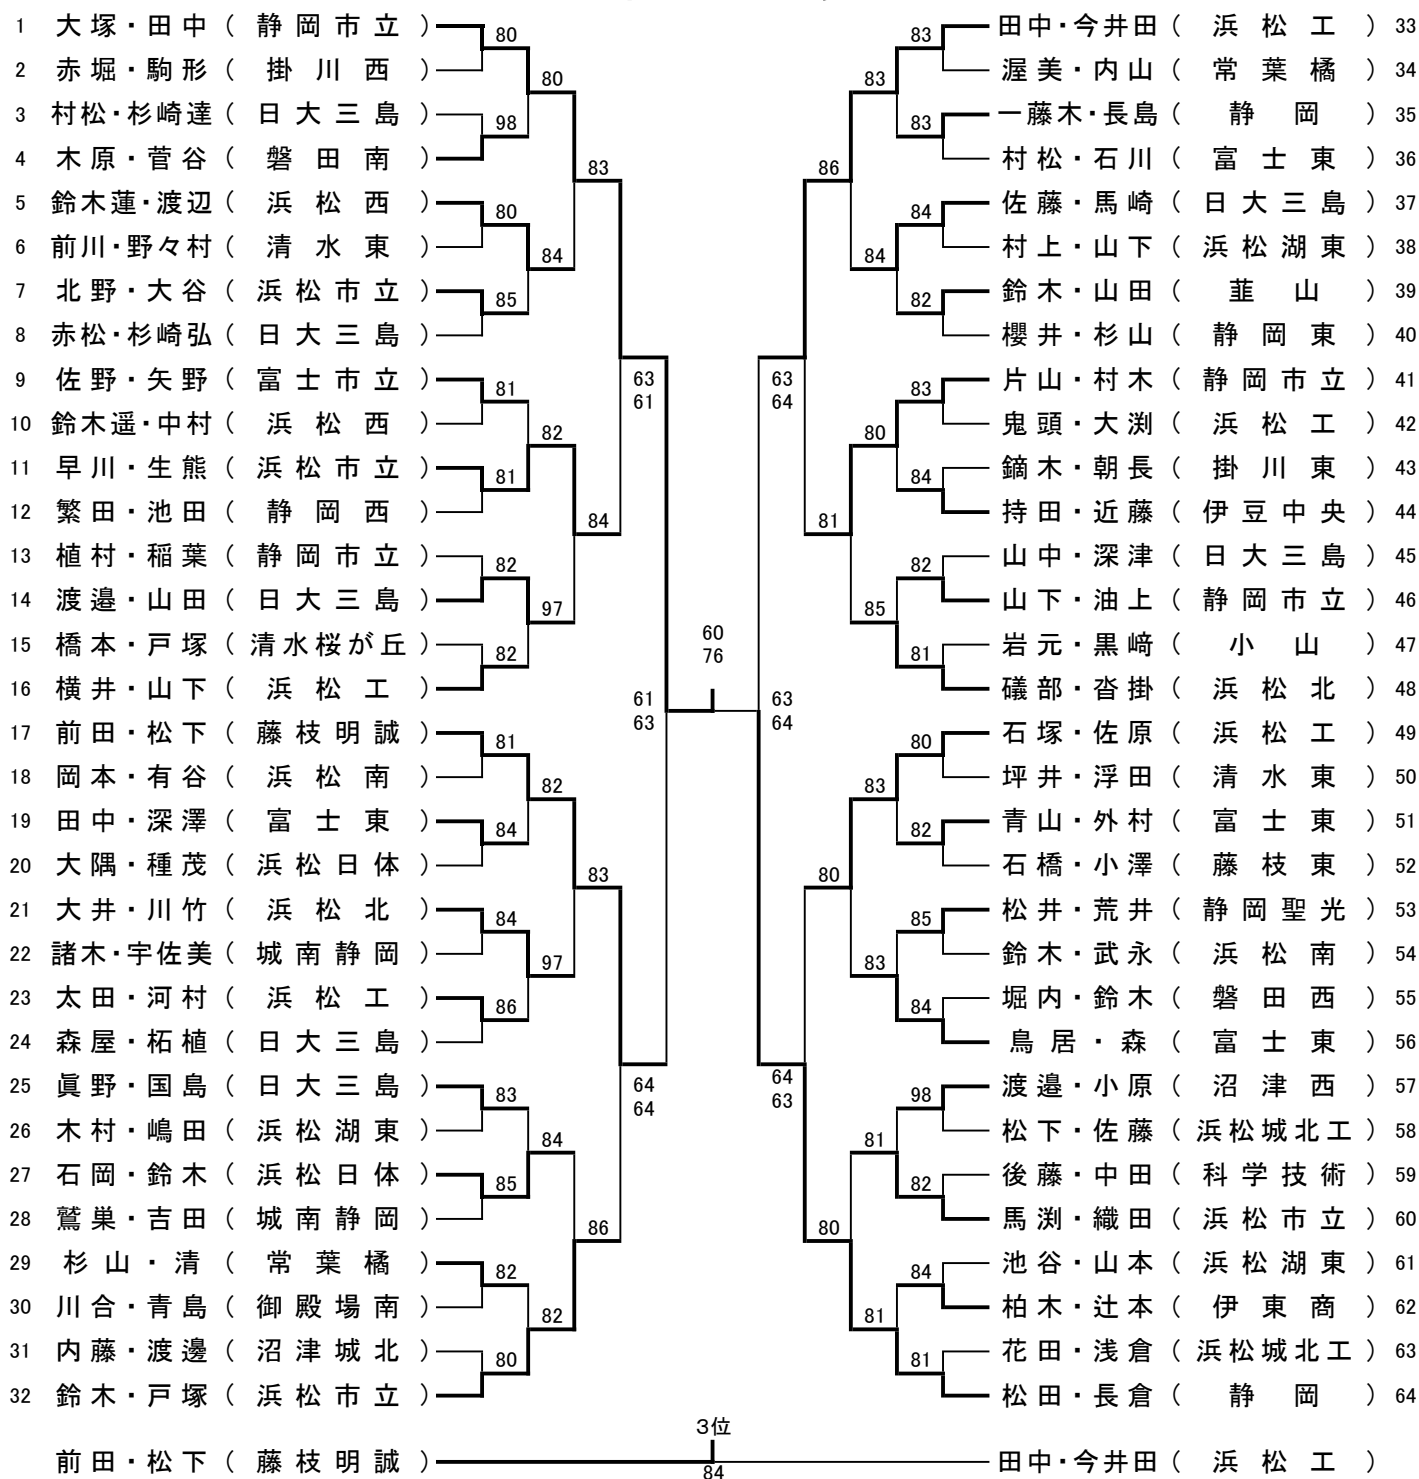 1 大塚・田中 ( 静岡市立 )
2 赤堀・駒形 ( 掛川西 )
3 村松・杉崎達 ( 日大三島 )
4 木原・菅谷 ( 磐田南 )
5 鈴木蓮・渡辺 ( 浜松西 )
6 前川・野々村 ( 清水東 )
7 北野・大谷 ( 浜松市立 )
8 赤松・杉崎弘 ( 日大三島 )
9 佐野・矢野 ( 富士市立 )
10 鈴木遥・中村 ( 浜松西 )
11 早川・生熊 ( 浜松市立 )
12 繁田・池田 ( 静岡西 )
13 植村・稲葉 ( 静岡市立 )
14 渡邉・山田 ( 日大三島 )
15 橋本・戸塚 ( 清水桜が丘 )
16 横井・山下 ( 浜松工 )
17 前田・松下 ( 藤枝明誠 )
18 岡本・有谷 ( 浜松南 )
19 田中・深澤 ( 富士東 )
20 大隅・種茂 ( 浜松日体 )
21 大井・川竹 ( 浜松北 )
22 諸木・宇佐美 ( 城南静岡 )
23 太田・河村 ( 浜松工 )
24 森屋・柘植 ( 日大三島 )
25 眞野・国島 ( 日大三島 )
26 木村・嶋田 ( 浜松湖東 )
27 石岡・鈴木 ( 浜松日体 )
28 鷲巣・吉田 ( 城南静岡 )
29 杉山・清 ( 常葉橘 )
30 川合・青島 ( 御殿場南 )
31 内藤・渡邊 ( 沼津城北 )
32 鈴木・戸塚 ( 浜松市立 )
80
98
80
85
81
81
82
82
81
84
84
86
83
85
82
80
80
84
82
97
82
97
84
82
83
84
83
86
63
61
64
64
61
63
60
76
63
64
63
64
64
63
86
81
80
80
83
84
80
85
83
83
81
81
83
83
84
82
83
84
82
81
80
82
85
84
98
82
84
81
田中・今井田 ( 浜松工 ) 33
渥美・内山 ( 常葉橘 ) 34
一藤木・長島 ( 静岡 ) 35
村松・石川 ( 富士東 ) 36
佐藤・馬崎 ( 日大三島 ) 37
村上・山下 ( 浜松湖東 ) 38
鈴木・山田 ( 韮山 ) 39
櫻井・杉山 ( 静岡東 ) 40
片山・村木 ( 静岡市立 ) 41
鬼頭・大渕 ( 浜松工 ) 42
鏑木・朝長 ( 掛川東 ) 43
持田・近藤 ( 伊豆中央 ) 44
山中・深津 ( 日大三島 ) 45
山下・油上 ( 静岡市立 ) 46
岩元・黒﨑 ( 小山 ) 47
礒部・沓掛 ( 浜松北 ) 48
石塚・佐原 ( 浜松工 ) 49
坪井・浮田 ( 清水東 ) 50
青山・外村 ( 富士東 ) 51
石橋・小澤 ( 藤枝東 ) 52
松井・荒井 ( 静岡聖光 ) 53
鈴木・武永 ( 浜松南 ) 54
堀内・鈴木 ( 磐田西 ) 55
鳥居・森 ( 富士東 ) 56
渡邉・小原 ( 沼津西 ) 57
松下・佐藤 ( 浜松城北工 ) 58
後藤・中田 ( 科学技術 ) 59
馬渕・織田 ( 浜松市立 ) 60
池谷・山本 ( 浜松湖東 ) 61
柏木・辻本 ( 伊東商 ) 62
花田・浅倉 ( 浜松城北工 ) 63
松田・長倉 ( 静岡 ) 64
3位
前田・松下 ( 藤枝明誠 ) 84 田中・今井田 ( 浜松工 )